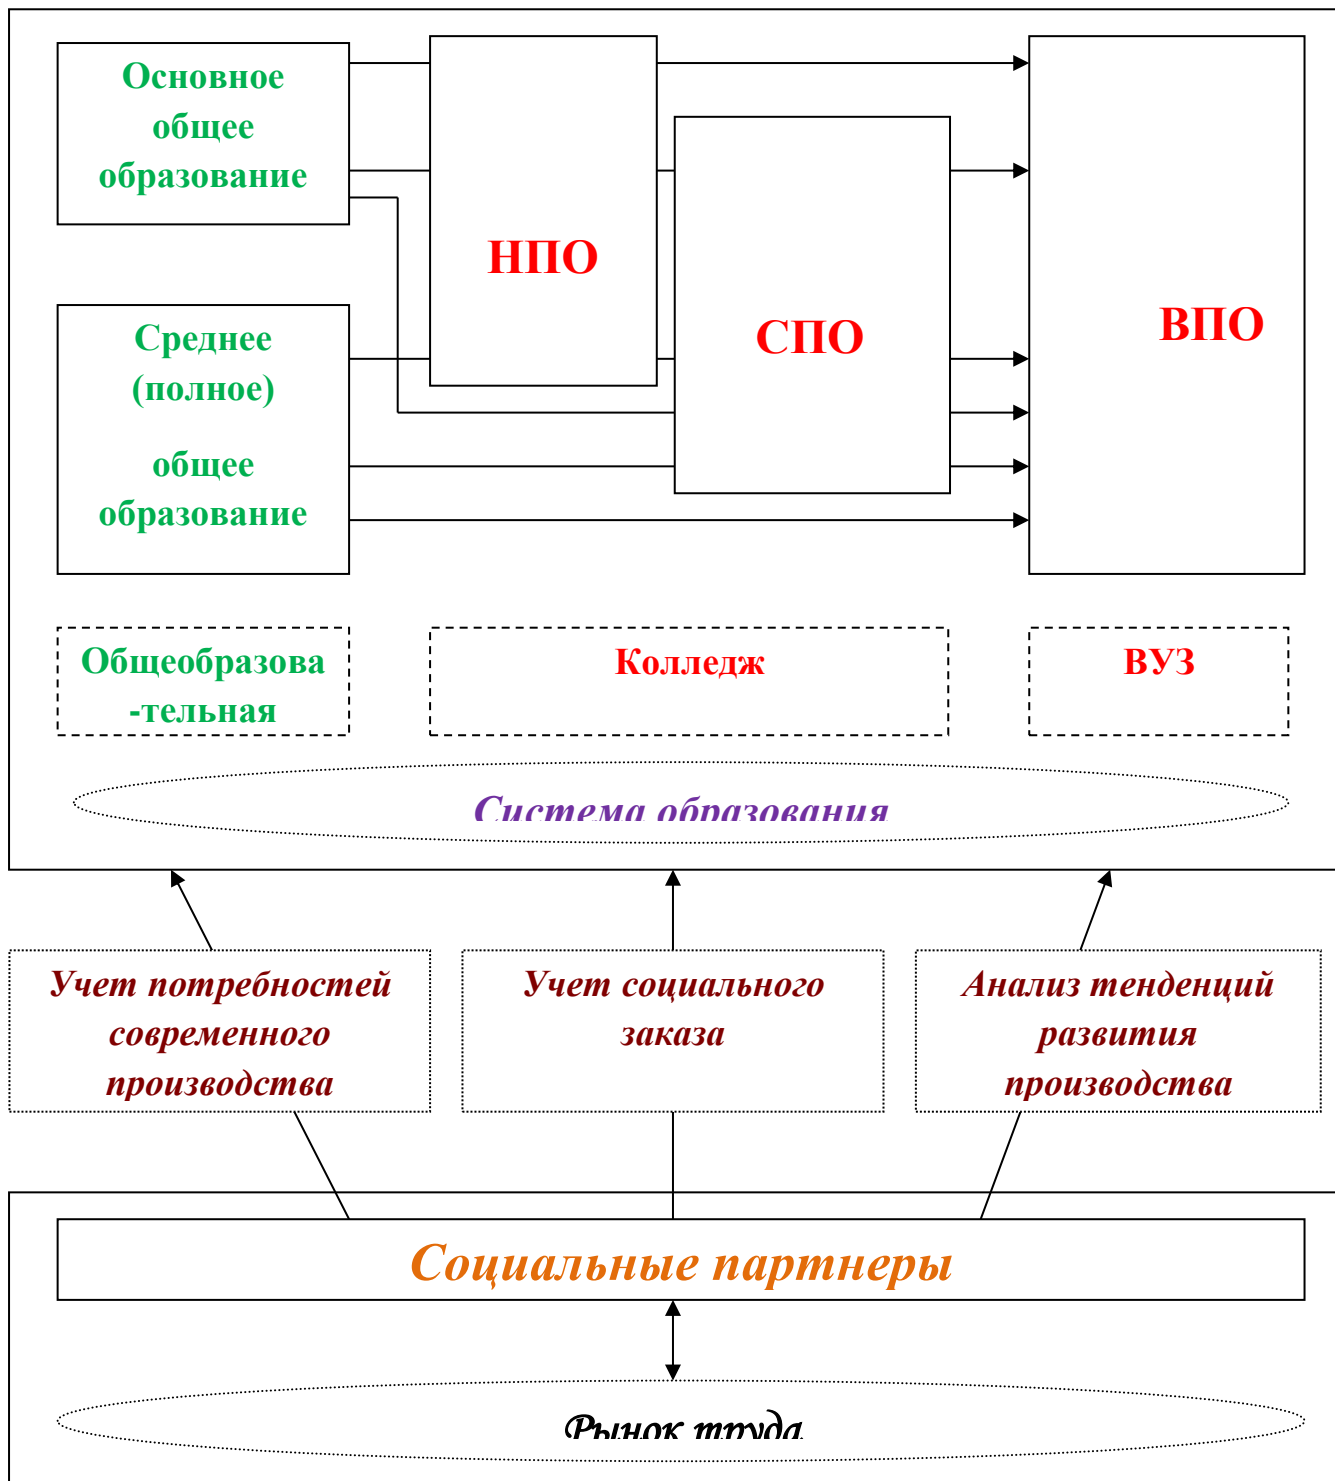 Основное
общее
образование
НПО
СПО
ВПО
Среднее
(полное)
общее
образование
Общеобразова
-тельная
Колледж
ВУЗ
Система образования
Учет потребностей
современного
производства
Учет социального
заказа
Анализ тенденций
развития
производства
Социальные партнеры
Рынок труда